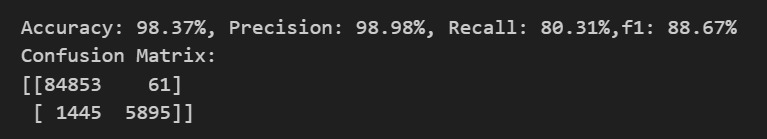 Accuracy: 98.37%, Precision: 98.98%, Recall: 80.31%,f1: 88.67%
Confusion Matrix:
[[84853    61]
 [ 1445  5895]]